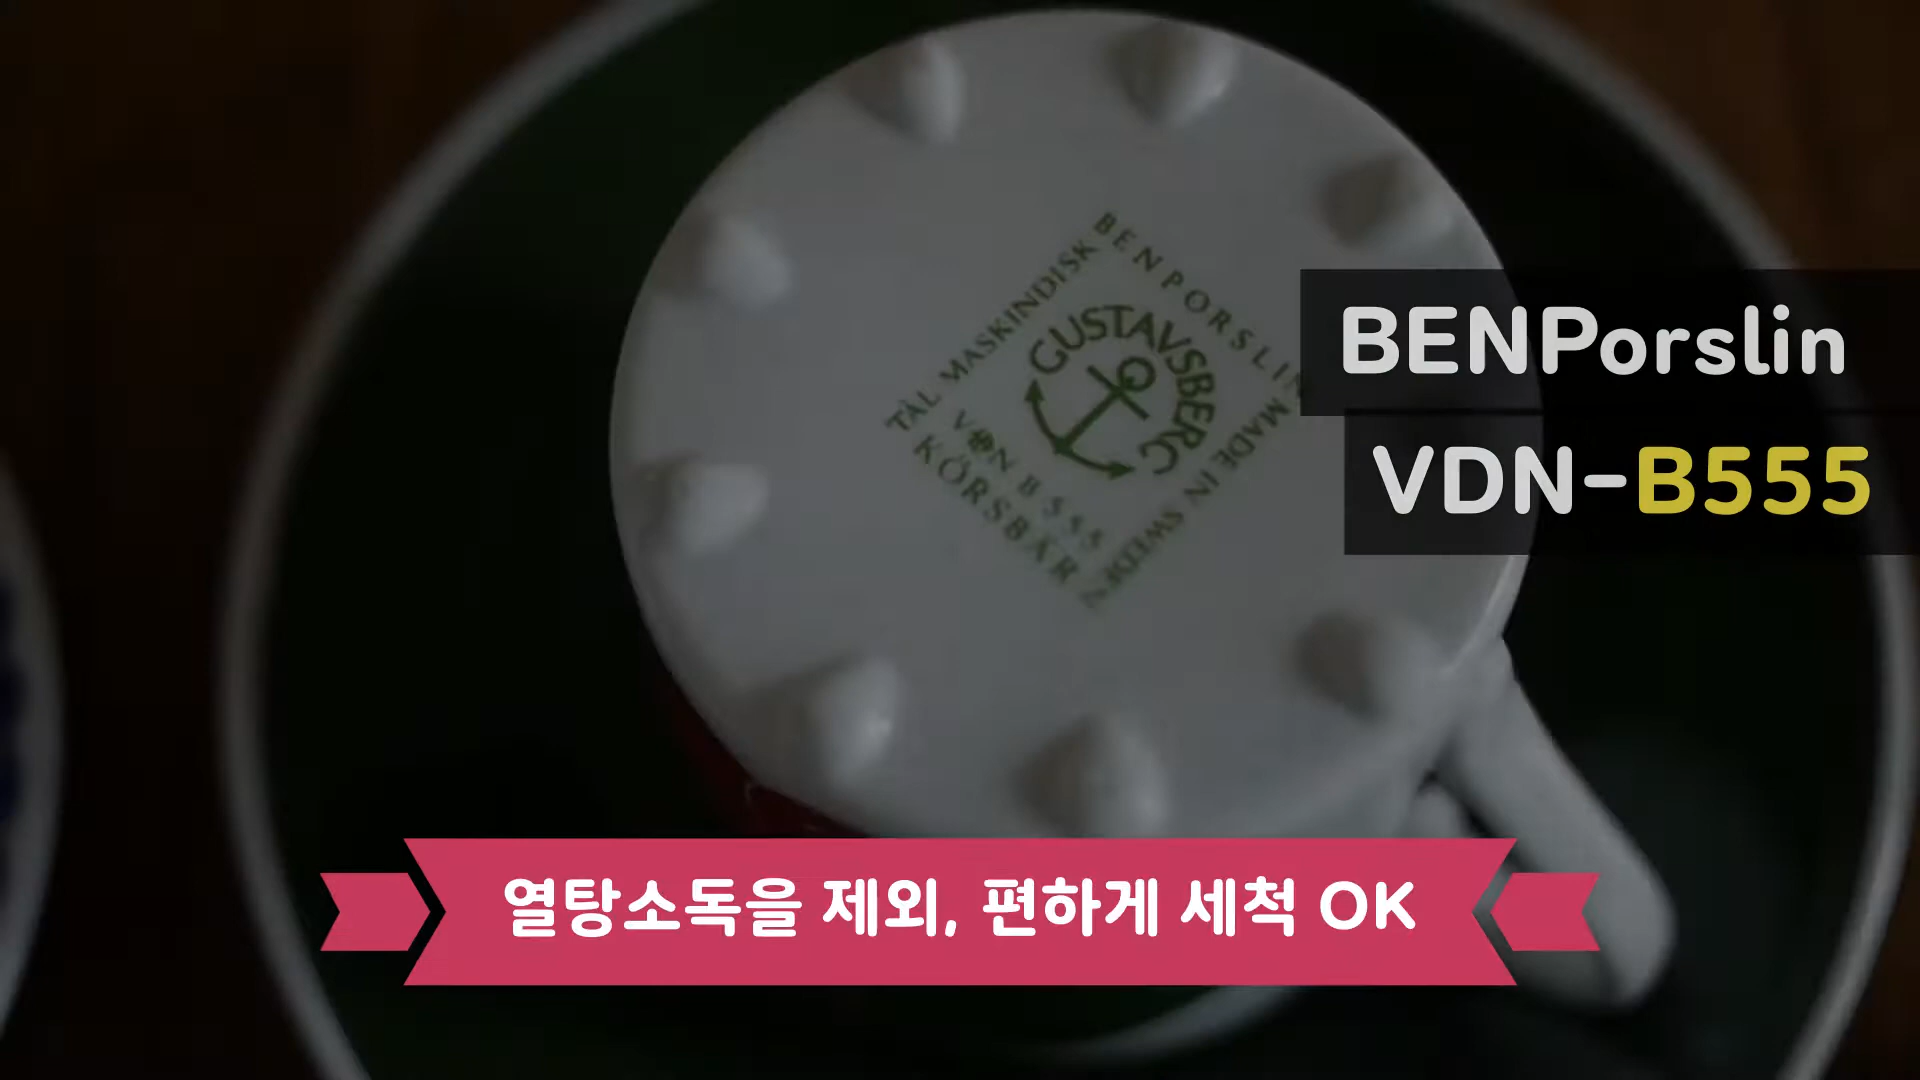 BENPORSLIN
MADE IN SWEDEN
TÅL MASKINDISK
GUSTAVSBERG
VDN B555
KÖRSBÄR
BENPorslin
VDN-B555
열탕소독을 제외, 편하게 세척 OK